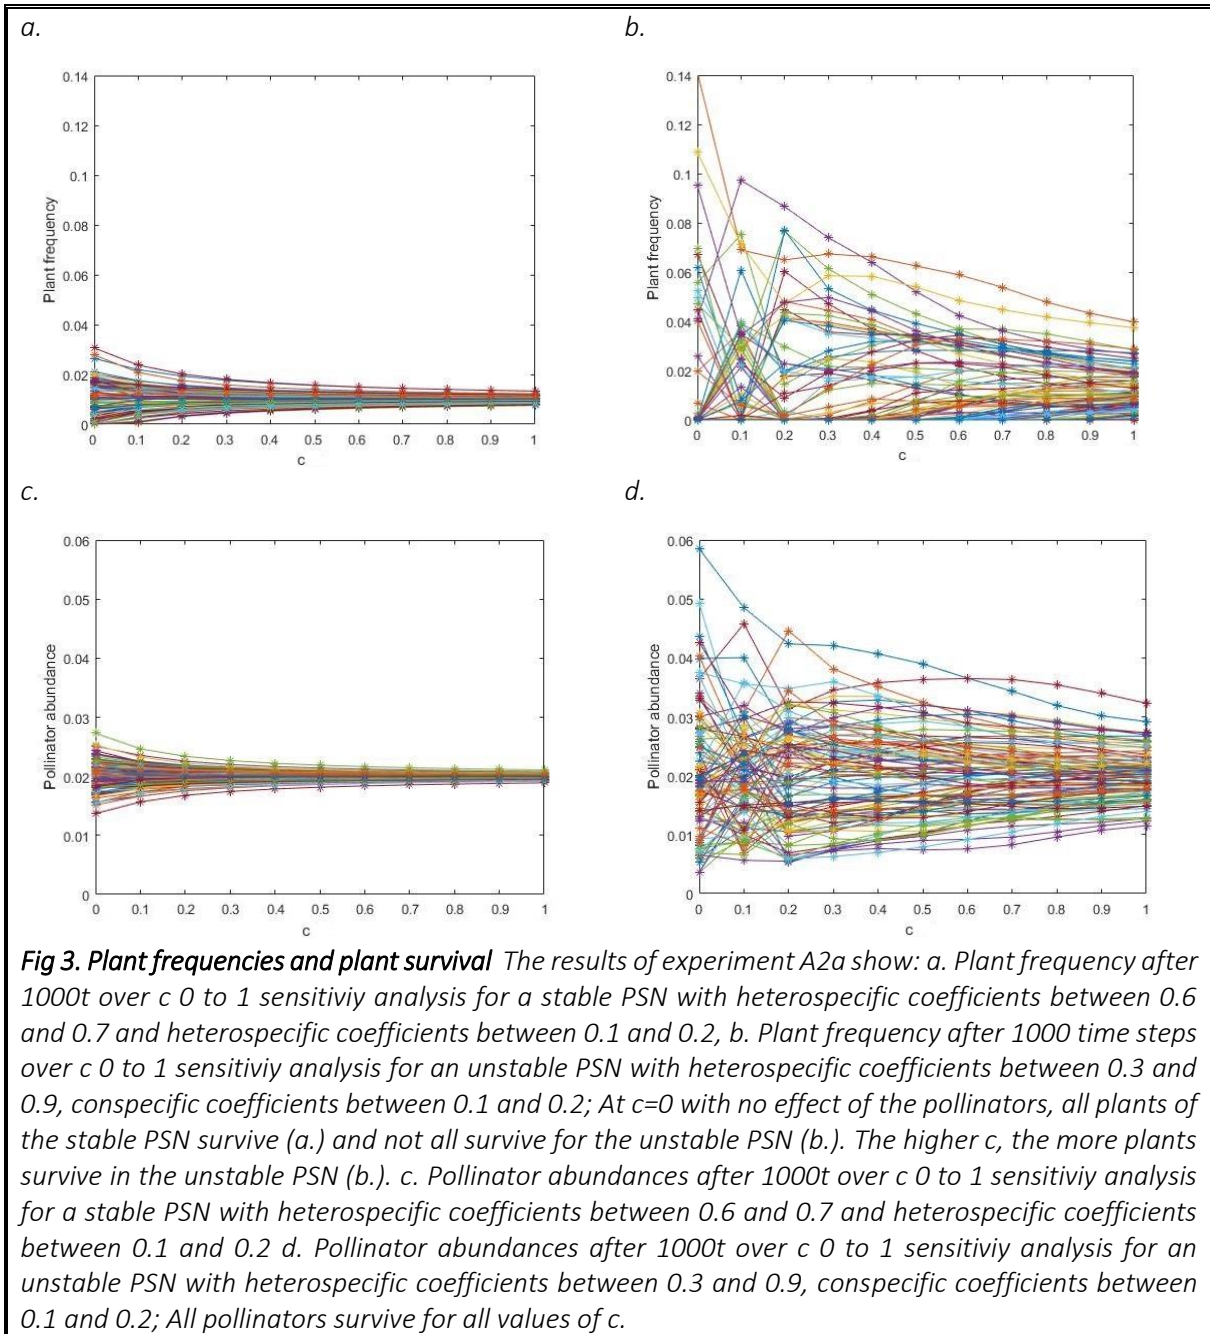 a.
b.
0.14
0.12
0.1
0.08
0.06
0.04
0.02
0
Plant frequency
0 0.1 0.2 0.3 0.4 0.5 0.6 0.7 0.8 0.9 1
c
0.14
0.12
0.1
0.08
0.06
0.04
0.02
0
Plant frequency
0 0.1 0.2 0.3 0.4 0.5 0.6 0.7 0.8 0.9 1
c
c.
d.
0.06
0.05
0.04
0.03
0.02
0.01
0
Pollinator abundance
0 0.1 0.2 0.3 0.4 0.5 0.6 0.7 0.8 0.9 1
c
0.06
0.05
0.04
0.03
0.02
0.01
0
Pollinator abundance
0 0.1 0.2 0.3 0.4 0.5 0.6 0.7 0.8 0.9 1
c
Fig 3. Plant frequencies and plant survival The results of experiment A2a show: a. Plant frequency after
1000t over c 0 to 1 sensitiviy analysis for a stable PSN with heterospecific coefficients between 0.6
and 0.7 and heterospecific coefficients between 0.1 and 0.2, b. Plant frequency after 1000 time steps
over c 0 to 1 sensitiviy analysis for an unstable PSN with heterospecific coefficients between 0.3 and
0.9, conspecific coefficients between 0.1 and 0.2; At c=0 with no effect of the pollinators, all plants of
the stable PSN survive (a.) and not all survive for the unstable PSN (b.). The higher c, the more plants
survive in the unstable PSN (b.). c. Pollinator abundances after 1000t over c 0 to 1 sensitiviy analysis
for a stable PSN with heterospecific coefficients between 0.6 and 0.7 and heterospecific coefficients
between 0.1 and 0.2 d. Pollinator abundances after 1000t over c 0 to 1 sensitiviy analysis for an
unstable PSN with heterospecific coefficients between 0.3 and 0.9, conspecific coefficients between
0.1 and 0.2; All pollinators survive for all values of c.